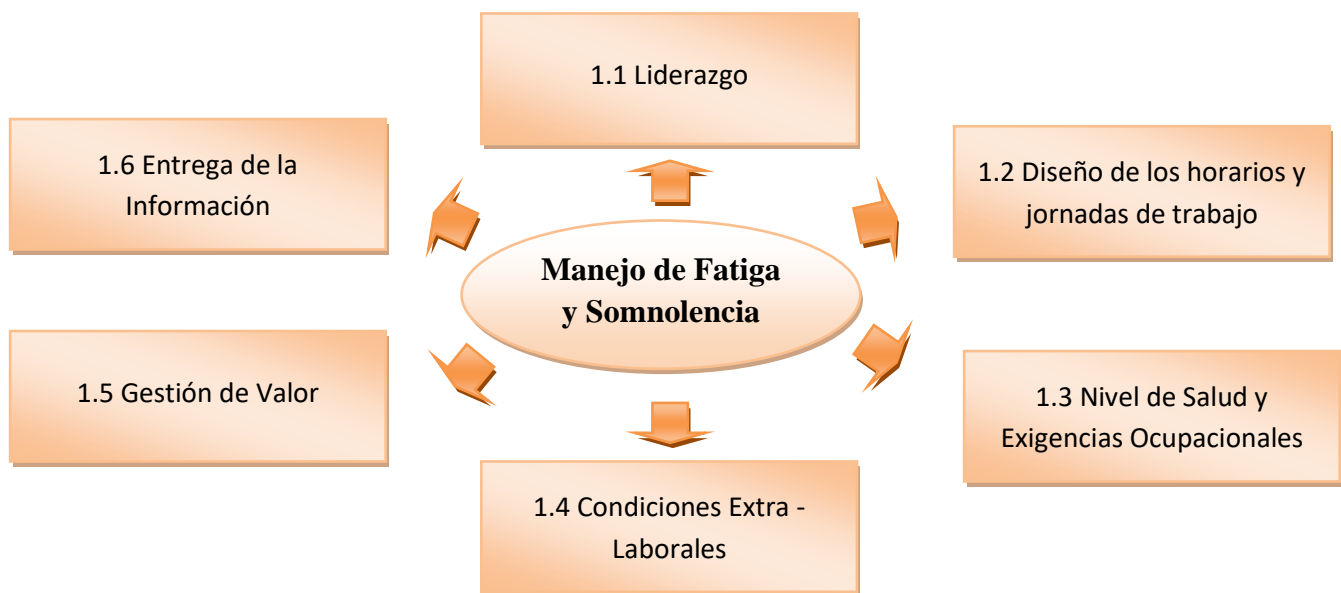 1.1 Liderazgo
1.6 Entrega de la
Información
1.2 Diseño de los horarios y
jornadas de trabajo
Manejo de Fatiga
y Somnolencia
1.5 Gestión de Valor
1.3 Nivel de Salud y
Exigencias Ocupacionales
1.4 Condiciones Extra -
Laborales